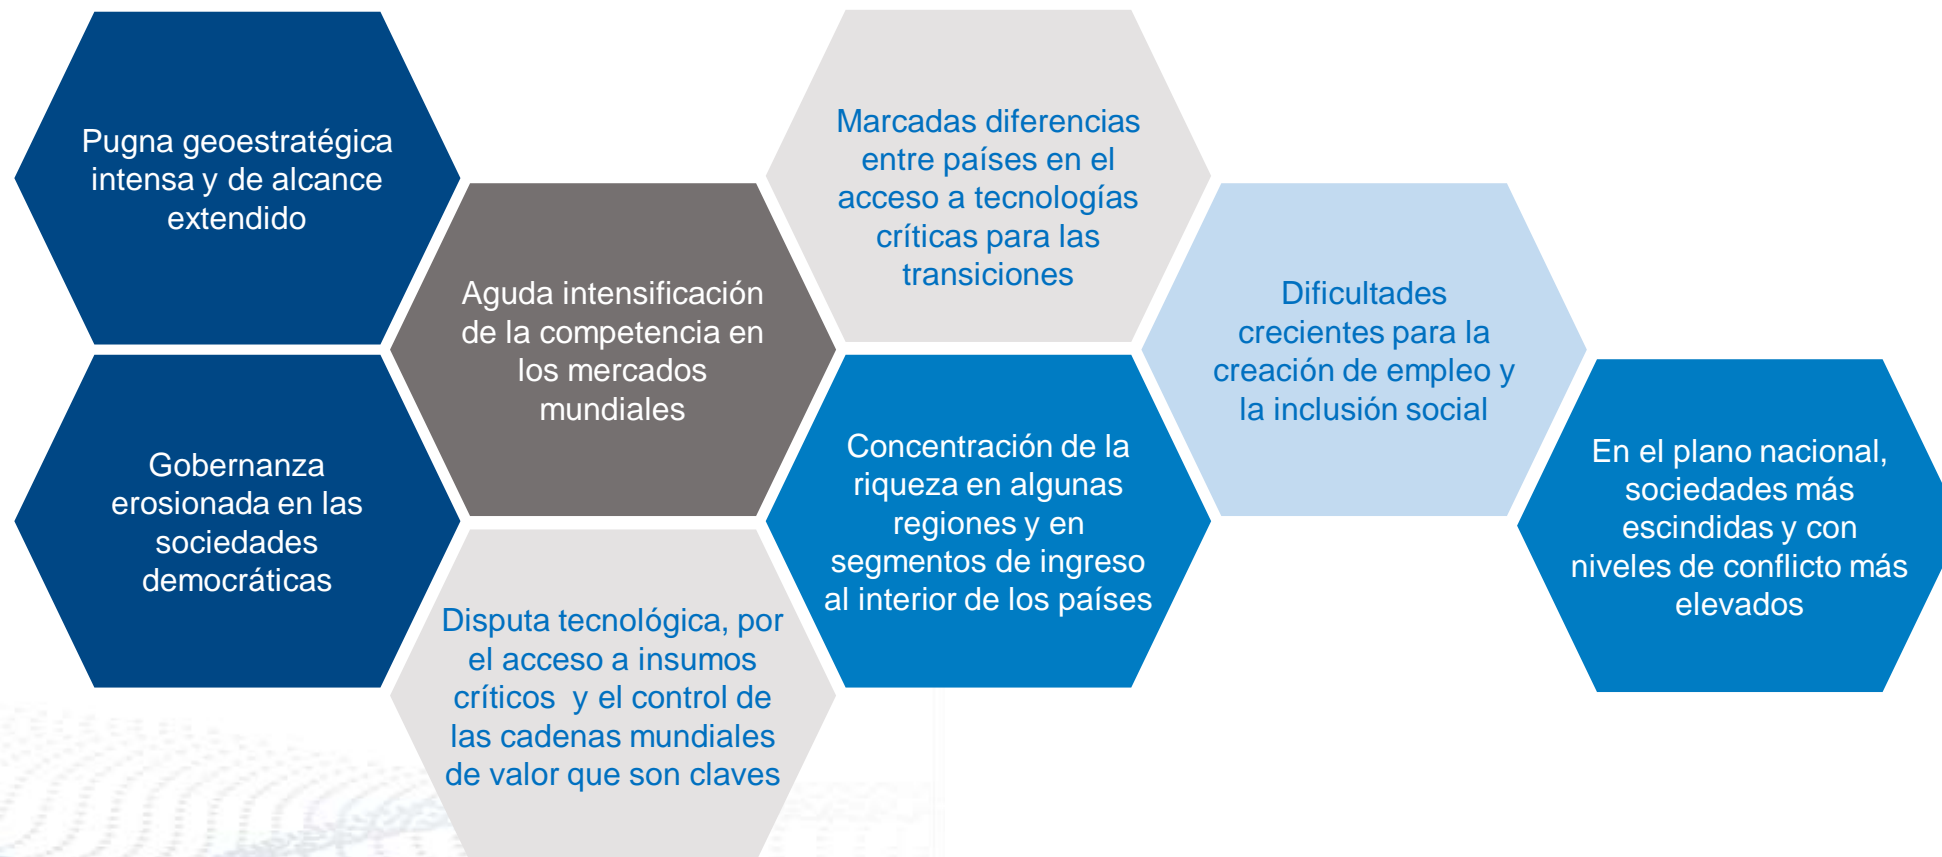 Pugna geoestratégica
intensa y de alcance
extendido
Gobernanza
erosionada en las
sociedades
democráticas
Aguda intensificación
de la competencia en
los mercados
mundiales
Disputa tecnológica, por
el acceso a insumos
críticos  y el control de
las cadenas mundiales
de valor que son claves
Marcadas diferencias
entre países en el
acceso a tecnologías
críticas para las
transiciones
Concentración de la
riqueza en algunas
regiones y en
segmentos de ingreso
al interior de los países
Dificultades
crecientes para la
creación de empleo y
la inclusión social
En el plano nacional,
sociedades más
escindidas y con
niveles de conflicto más
elevados